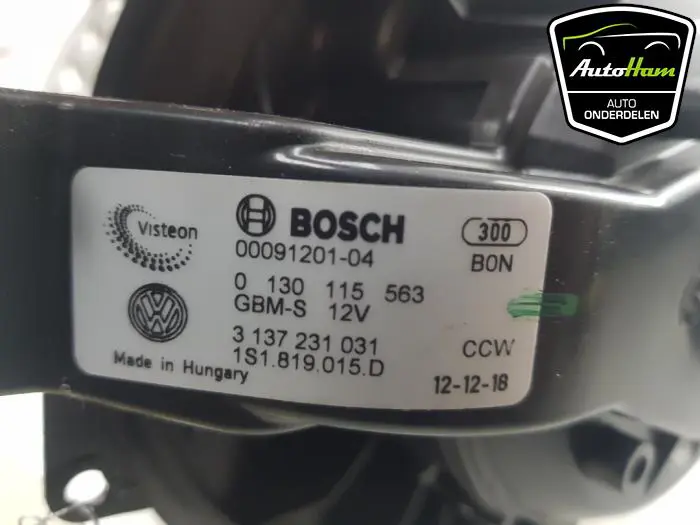 AutoHam
AUTO
ONDERDELEN
Visteon
BOSCH
300
00091201-04
B0N
0 130 115 563
GBM-S 12V
3 137 231 031
CCW
1S1.819.015.D
Made in Hungary
12-12-18